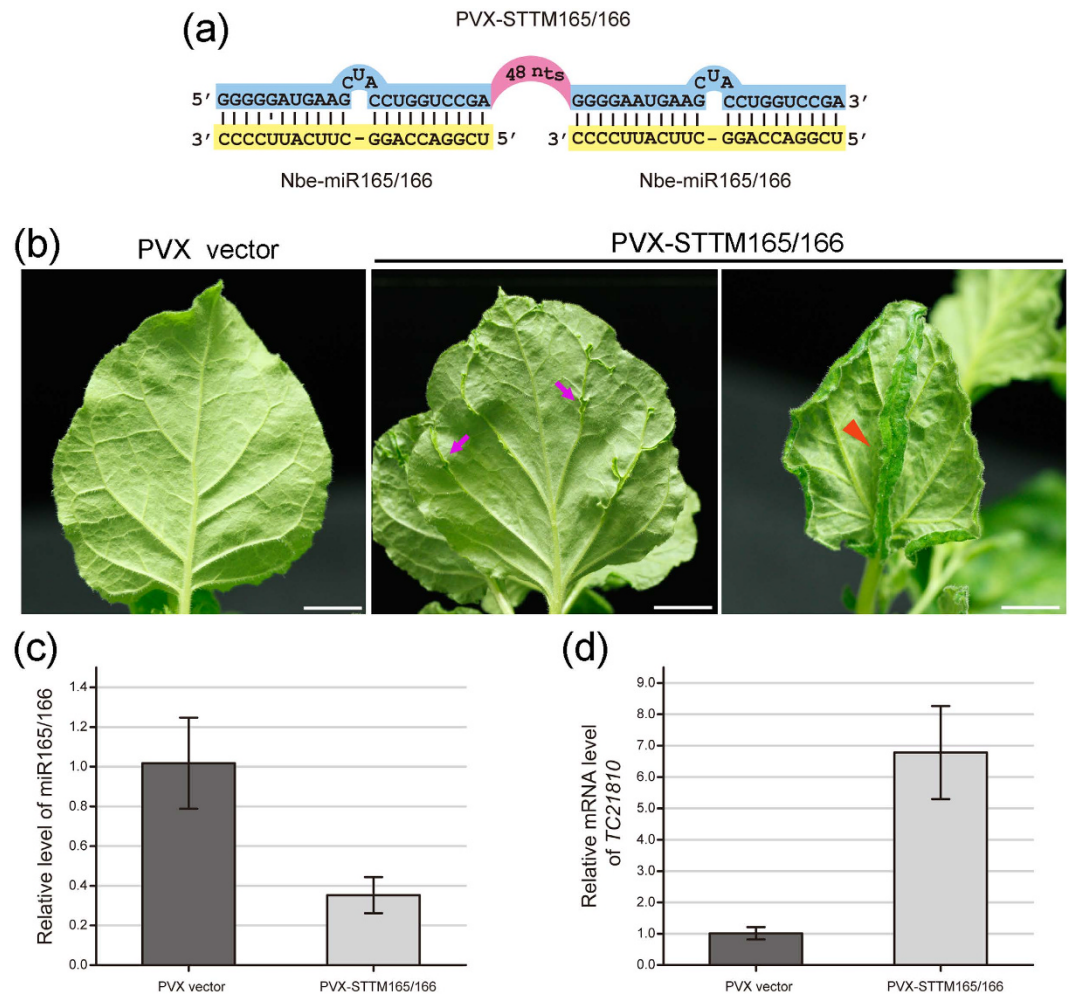 (a)
PVX-STTM165/166
48 nts
CUA CUA
5′ GGGGGAUGAAG CCUGGUCCGA GGGGAAUGAAG CCUGGUCCGA 3′
3′ CCCCUUACUUC-GGACCAGGCU 5′ 3′ CCCCUUACUUC-GGACCAGGCU 5′
Nbe-miR165/166 Nbe-miR165/166
(b)
PVX vector PVX-STTM165/166
(c)
Relative level of miR165/166
1.4
1.2
1.0
0.8
0.6
0.4
0.2
0.0
PVX vector PVX-STTM165/166
(d)
Relative mRNA level
of TC21810
9.0
8.0
7.0
6.0
5.0
4.0
3.0
2.0
1.0
0.0
PVX vector PVX-STTM165/166